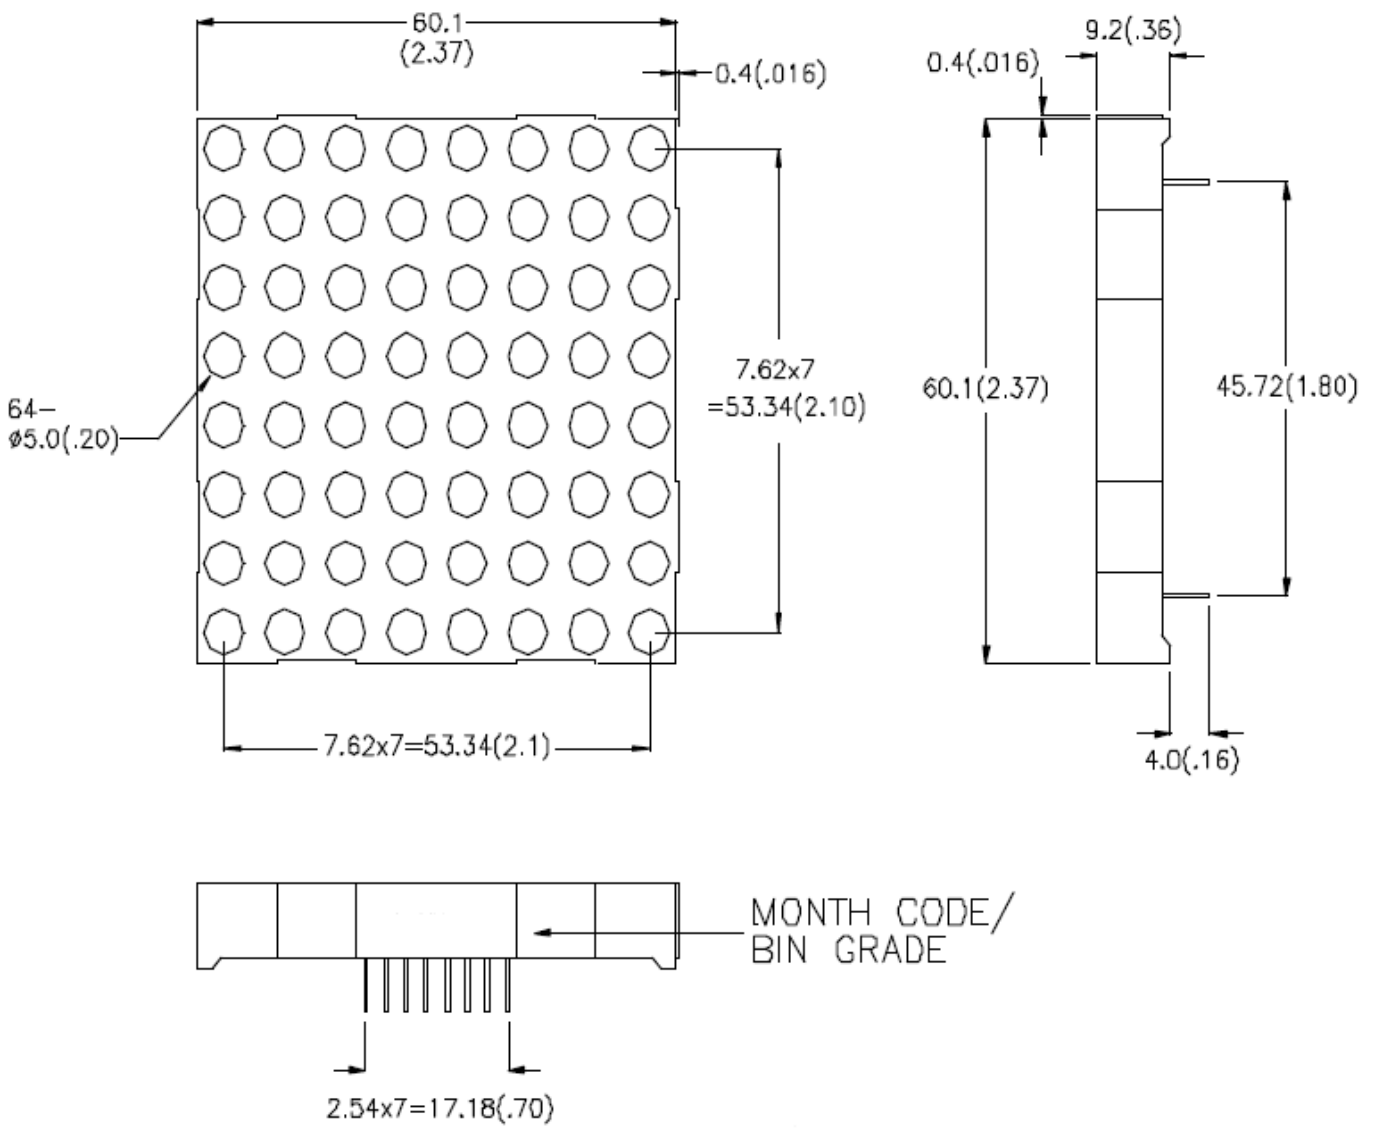 60.1
(2.37)
0.4(.016)
9.2(.36)
0.4(.016)
7.62x7
=53.34(2.10)
60.1(2.37)
45.72(1.80)
64-
ø5.0(.20)
7.62x7=53.34(2.1)
4.0(.16)
MONTH CODE/
BIN GRADE
2.54x7=17.18(.70)